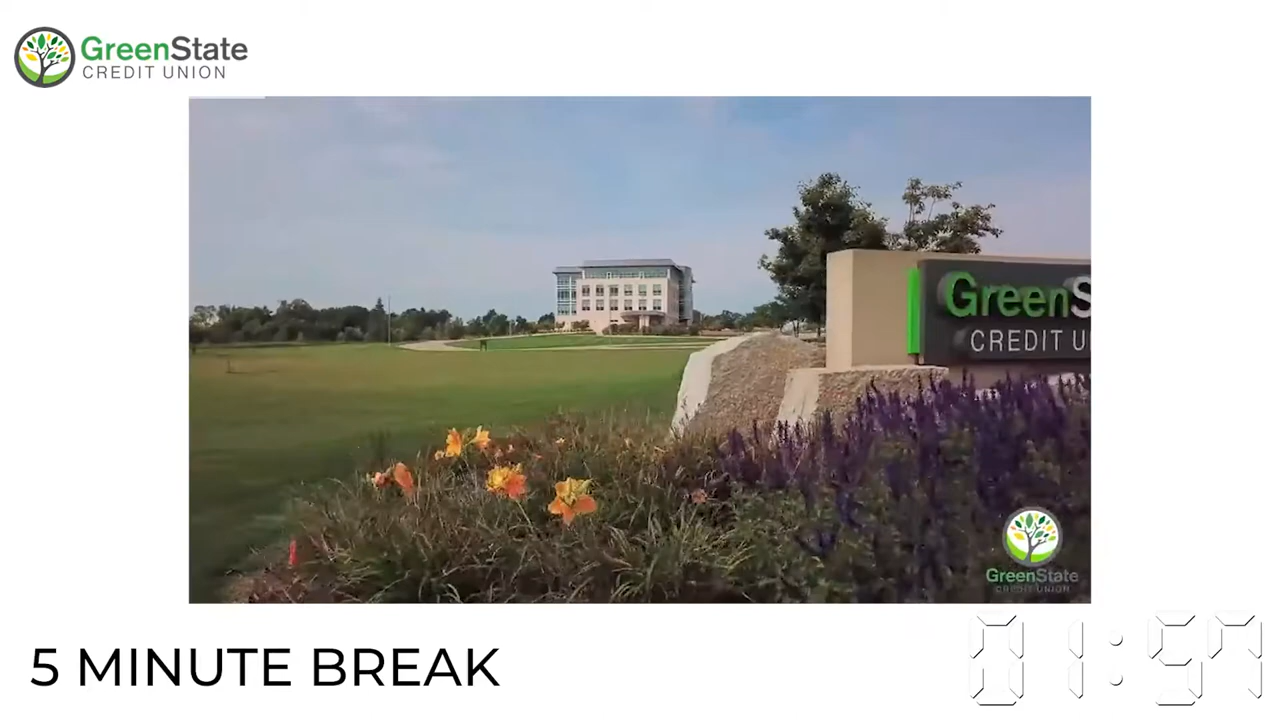 GreenState
CREDIT UNION
GreenS
CREDIT U
GreenState
CREDIT UNION
5 MINUTE BREAK
01:57